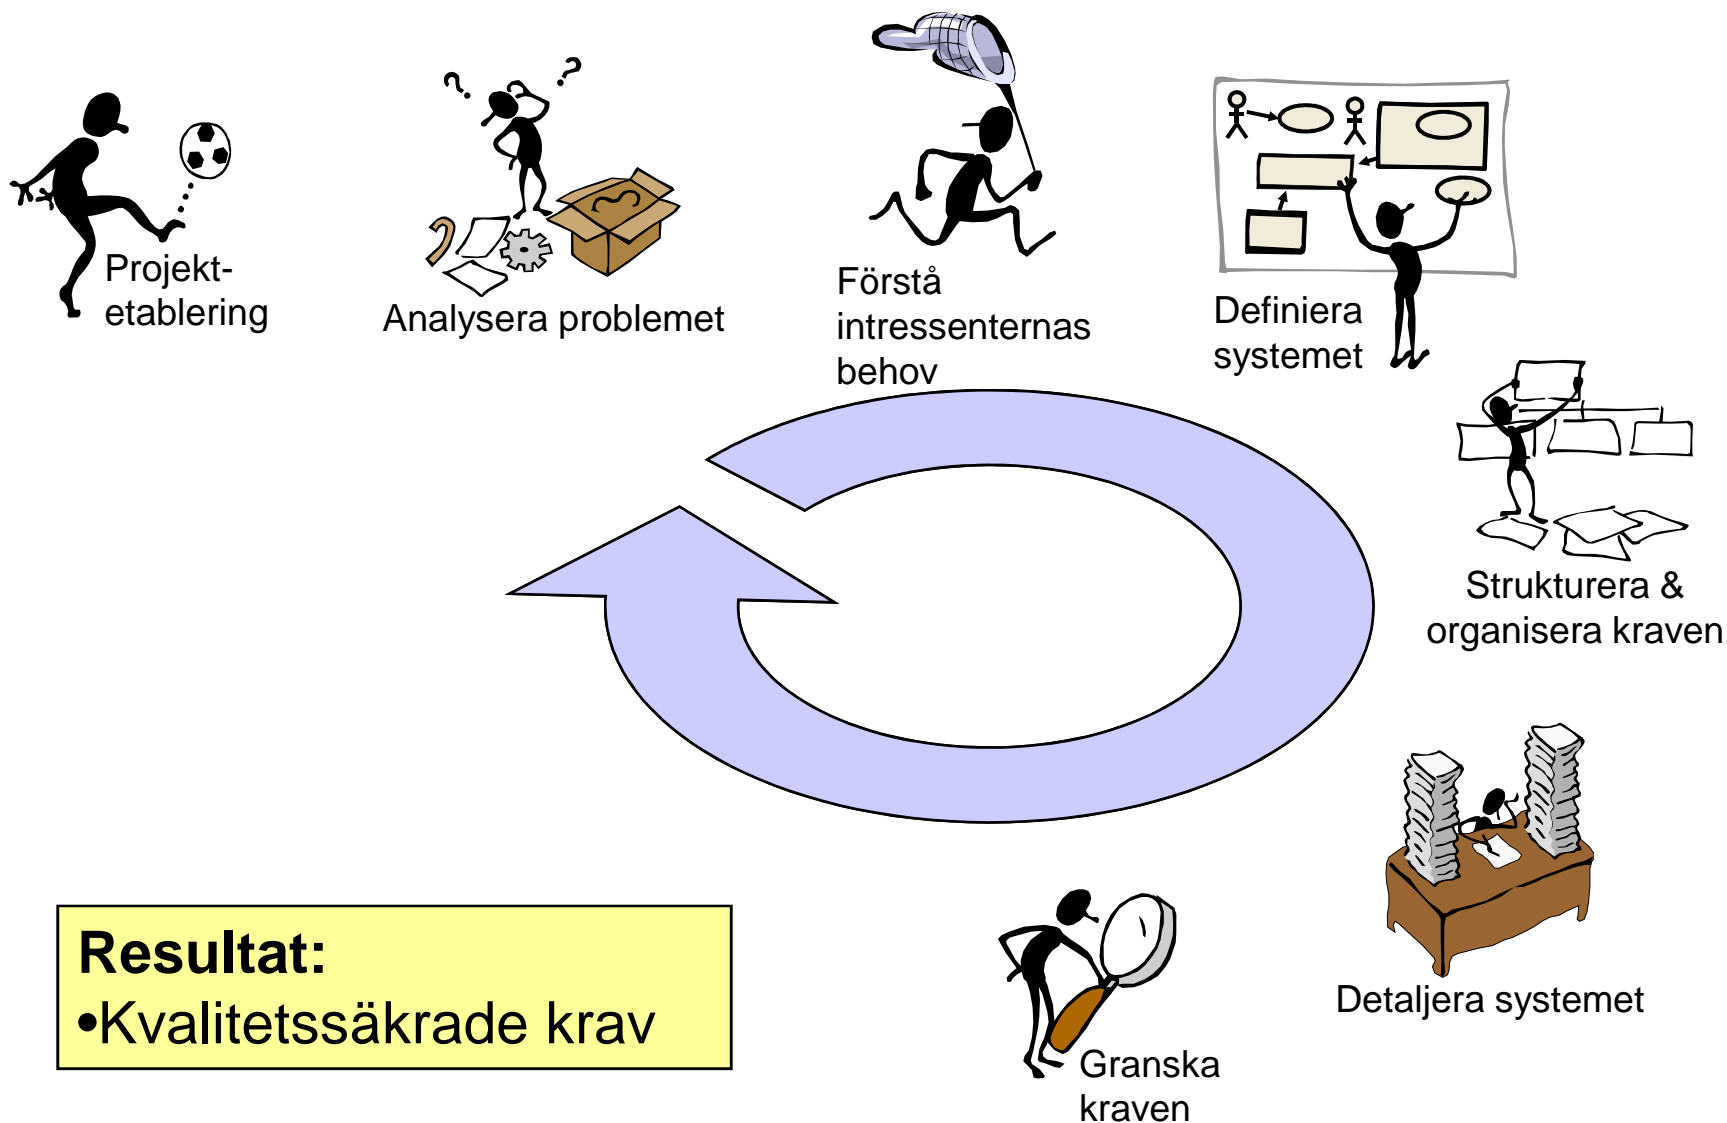 Projekt-
etablering
Analysera problemet
Förstå
intressenternas
behov
Definiera
systemet
Strukturera &
organisera kraven
Detaljera systemet
Granska
kraven
Resultat:
•Kvalitetssäkrade krav